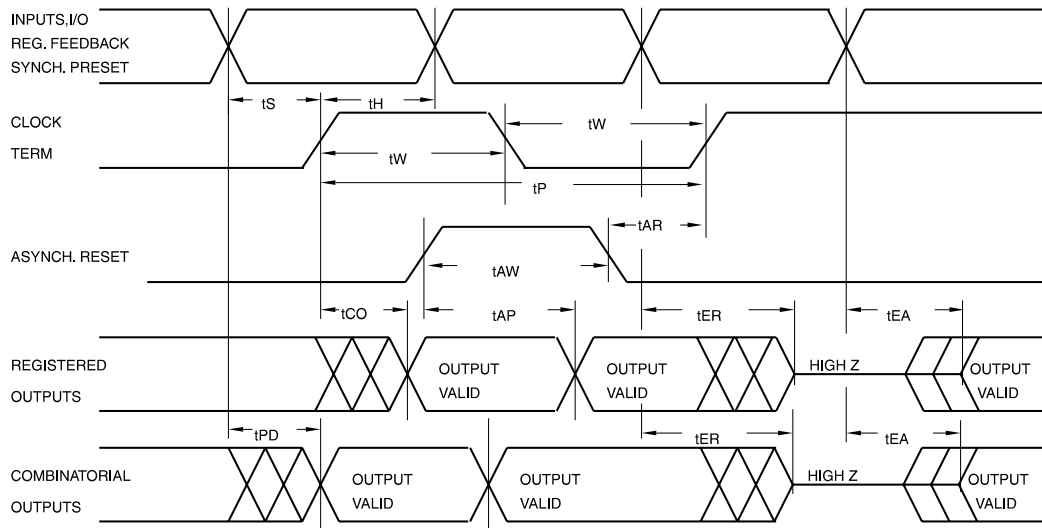 INPUTS,I/O
REG. FEEDBACK
SYNCH. PRESET
tS
tH
tW
CLOCK
TERM
tW
tP
tAR
ASYNCH. RESET
tAW
tCO
tAP
tER
tEA
REGISTERED
OUTPUTS
OUTPUT
VALID
OUTPUT
VALID
HIGH Z
OUTPUT
VALID
tPD
tER
tEA
COMBINATORIAL
OUTPUTS
OUTPUT
VALID
OUTPUT
VALID
HIGH Z
OUTPUT
VALID